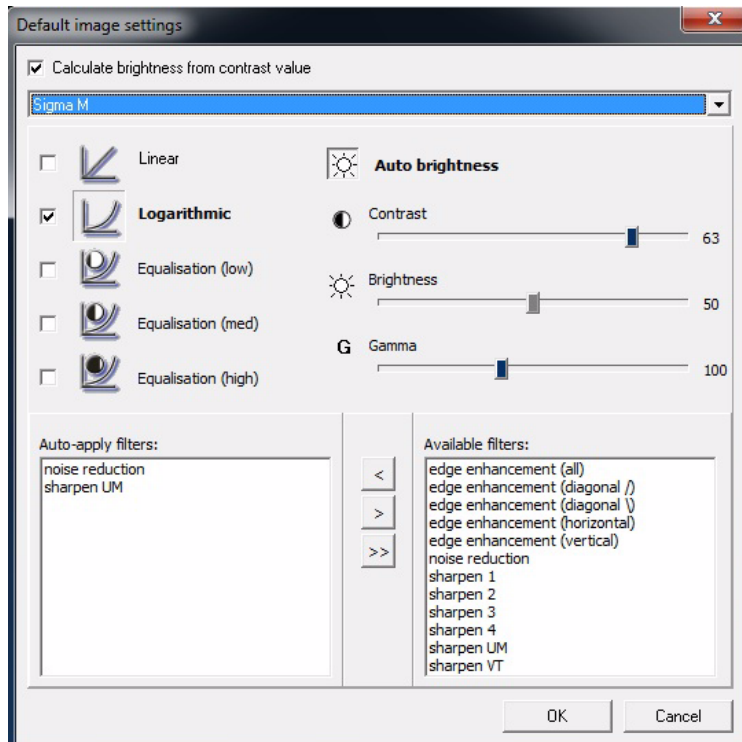 Default image settings
Calculate brightness from contrast value
Sigma M
Linear
Auto brightness
Logarithmic
Contrast
63
Equalisation (low)
Brightness
50
Equalisation (med)
G Gamma
100
Equalisation (high)
Auto-apply filters:
noise reduction
sharpen UM
<
>
>>
Available filters:
edge enhancement (all)
edge enhancement (diagonal /)
edge enhancement (diagonal \)
edge enhancement (horizontal)
edge enhancement (vertical)
noise reduction
sharpen 1
sharpen 2
sharpen 3
sharpen 4
sharpen UM
sharpen VT
OK
Cancel